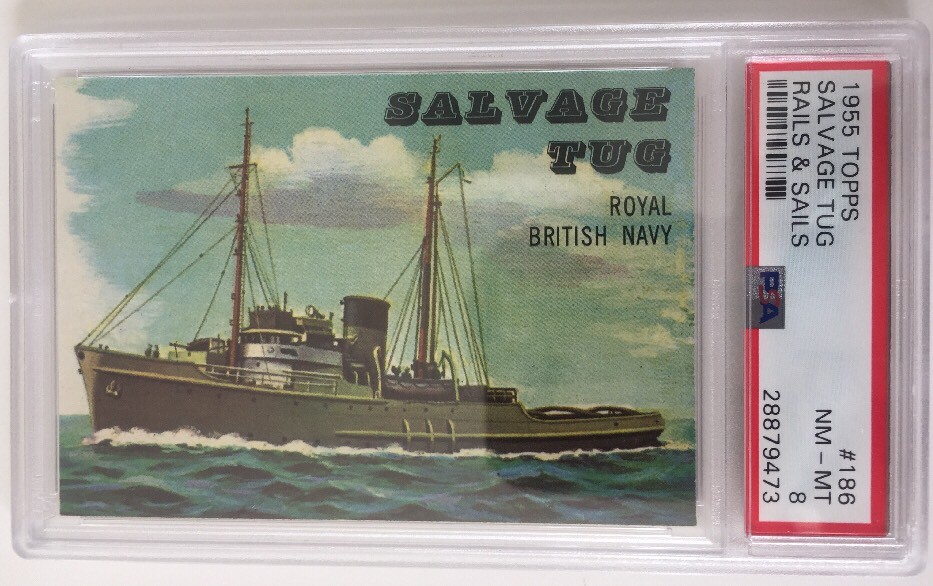 SALVAGE
TUG
ROYAL
BRITISH NAVY
1955 TOPPS
SALVAGE TUG
RAILS & SAILS
PSA
#186
NM - MT
8
28879473